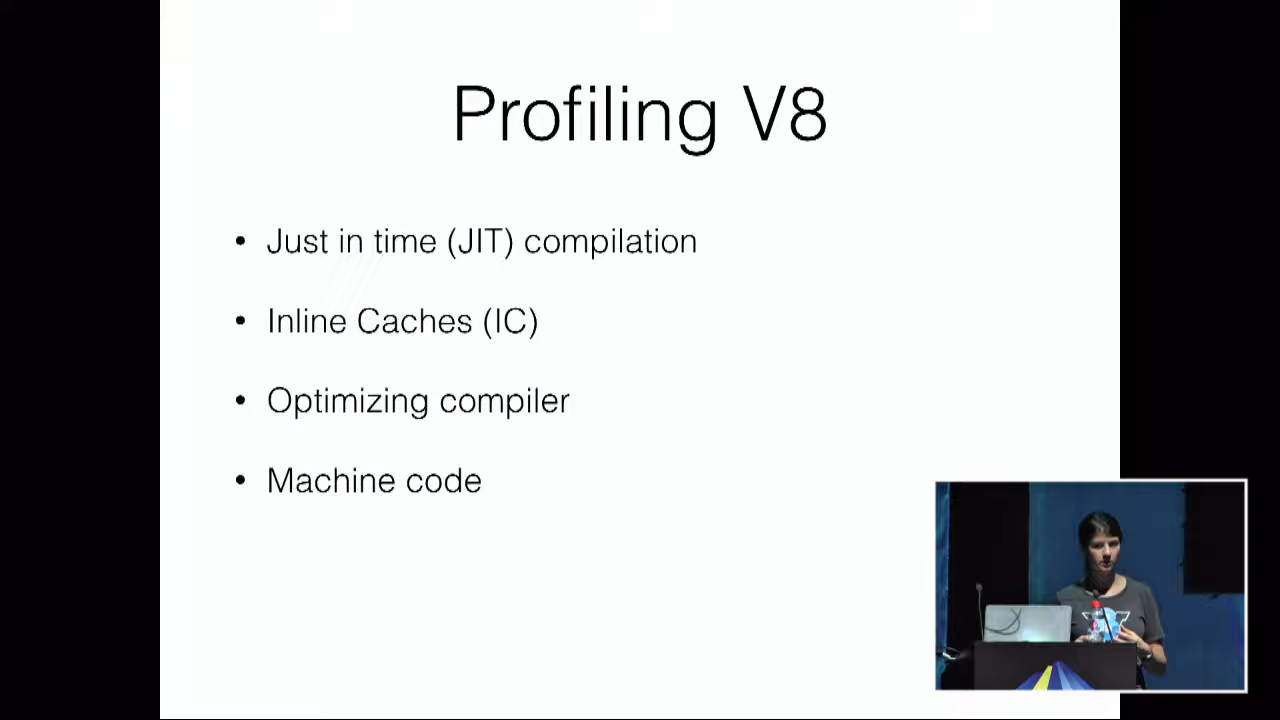 Profiling V8
• Just in time (JIT) compilation
• Inline Caches (IC)
• Optimizing compiler
• Machine code